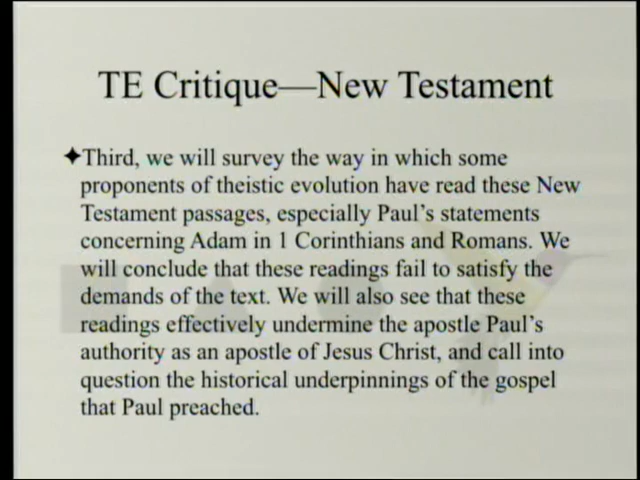 TE Critique—New Testament
✦Third, we will survey the way in which some
proponents of theistic evolution have read these New
Testament passages, especially Paul's statements
concerning Adam in 1 Corinthians and Romans. We
will conclude that these readings fail to satisfy the
demands of the text. We will also see that these
readings effectively undermine the apostle Paul's
authority as an apostle of Jesus Christ, and call into
question the historical underpinnings of the gospel
that Paul preached.